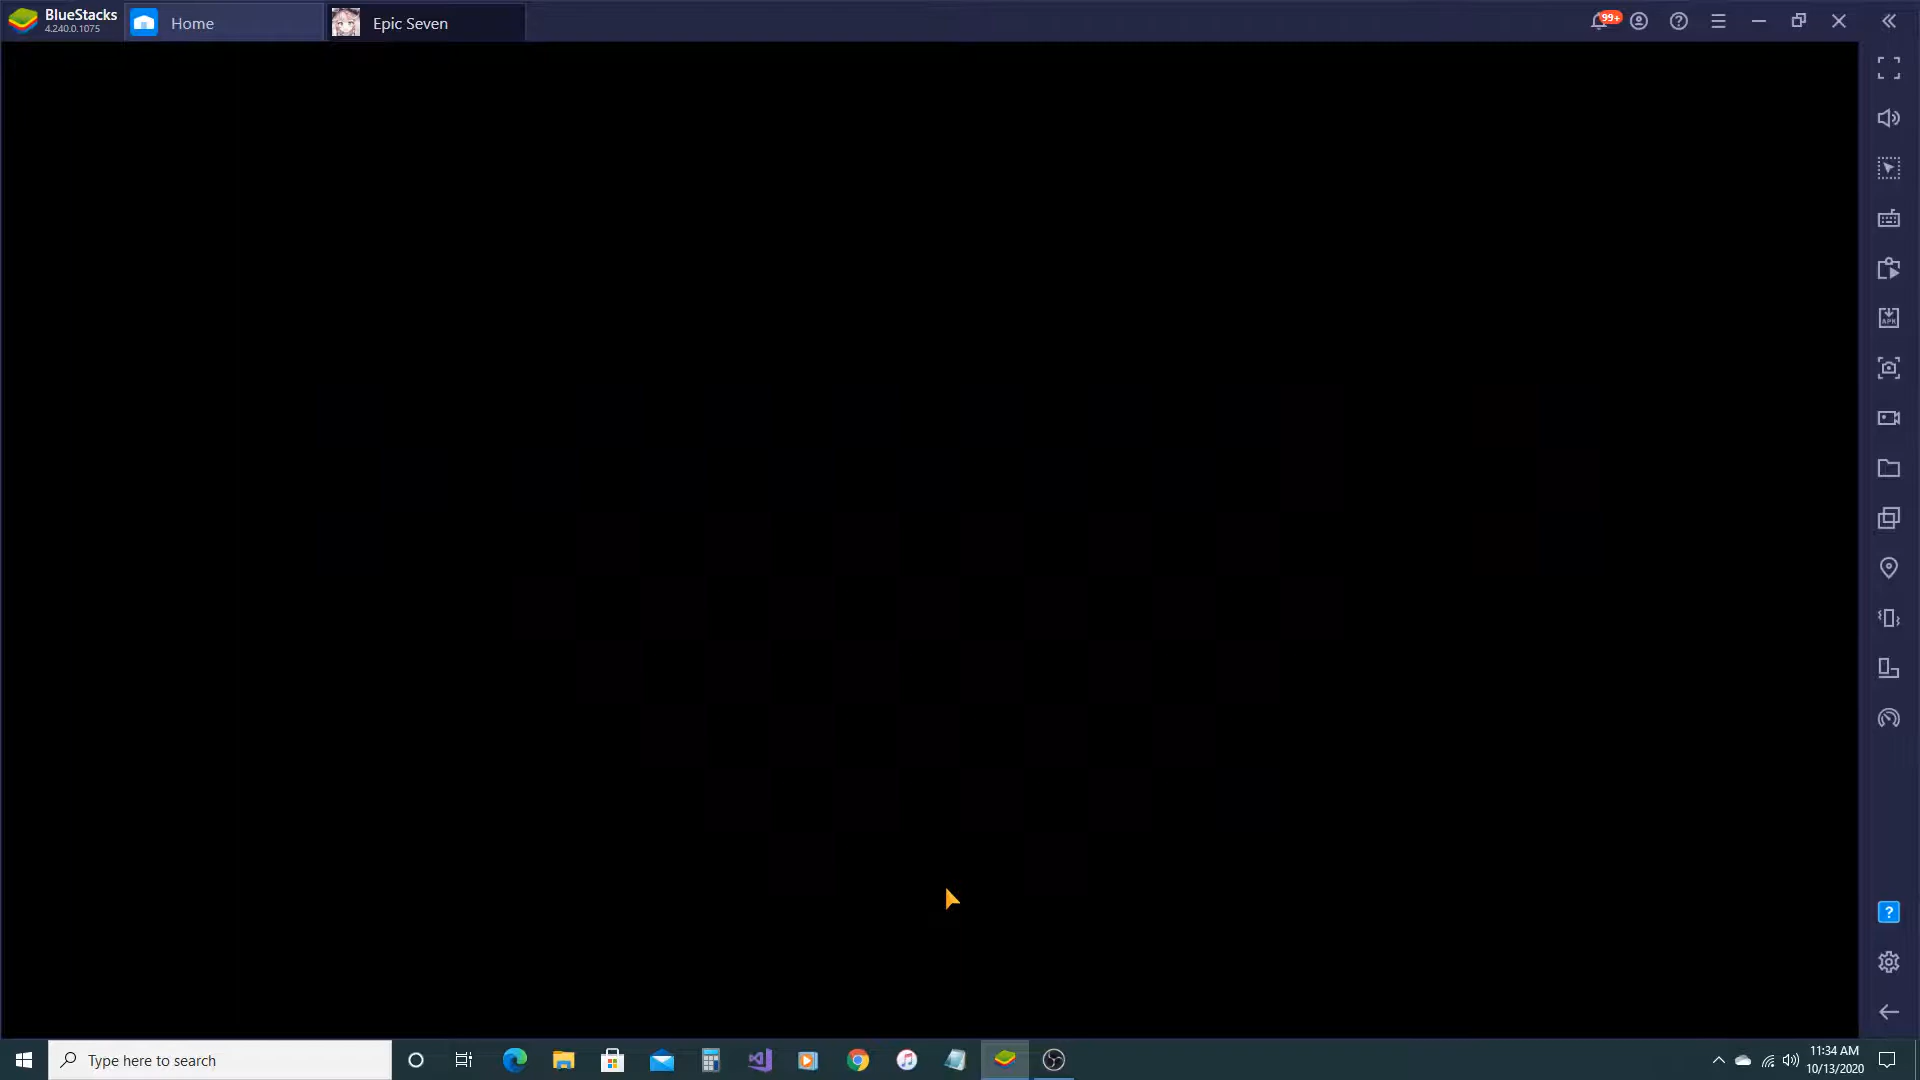 BlueStacks
4.240.0.1075
Home
Epic Seven
99+
APK
?
Type here to search
11:34 AM
10/13/2020